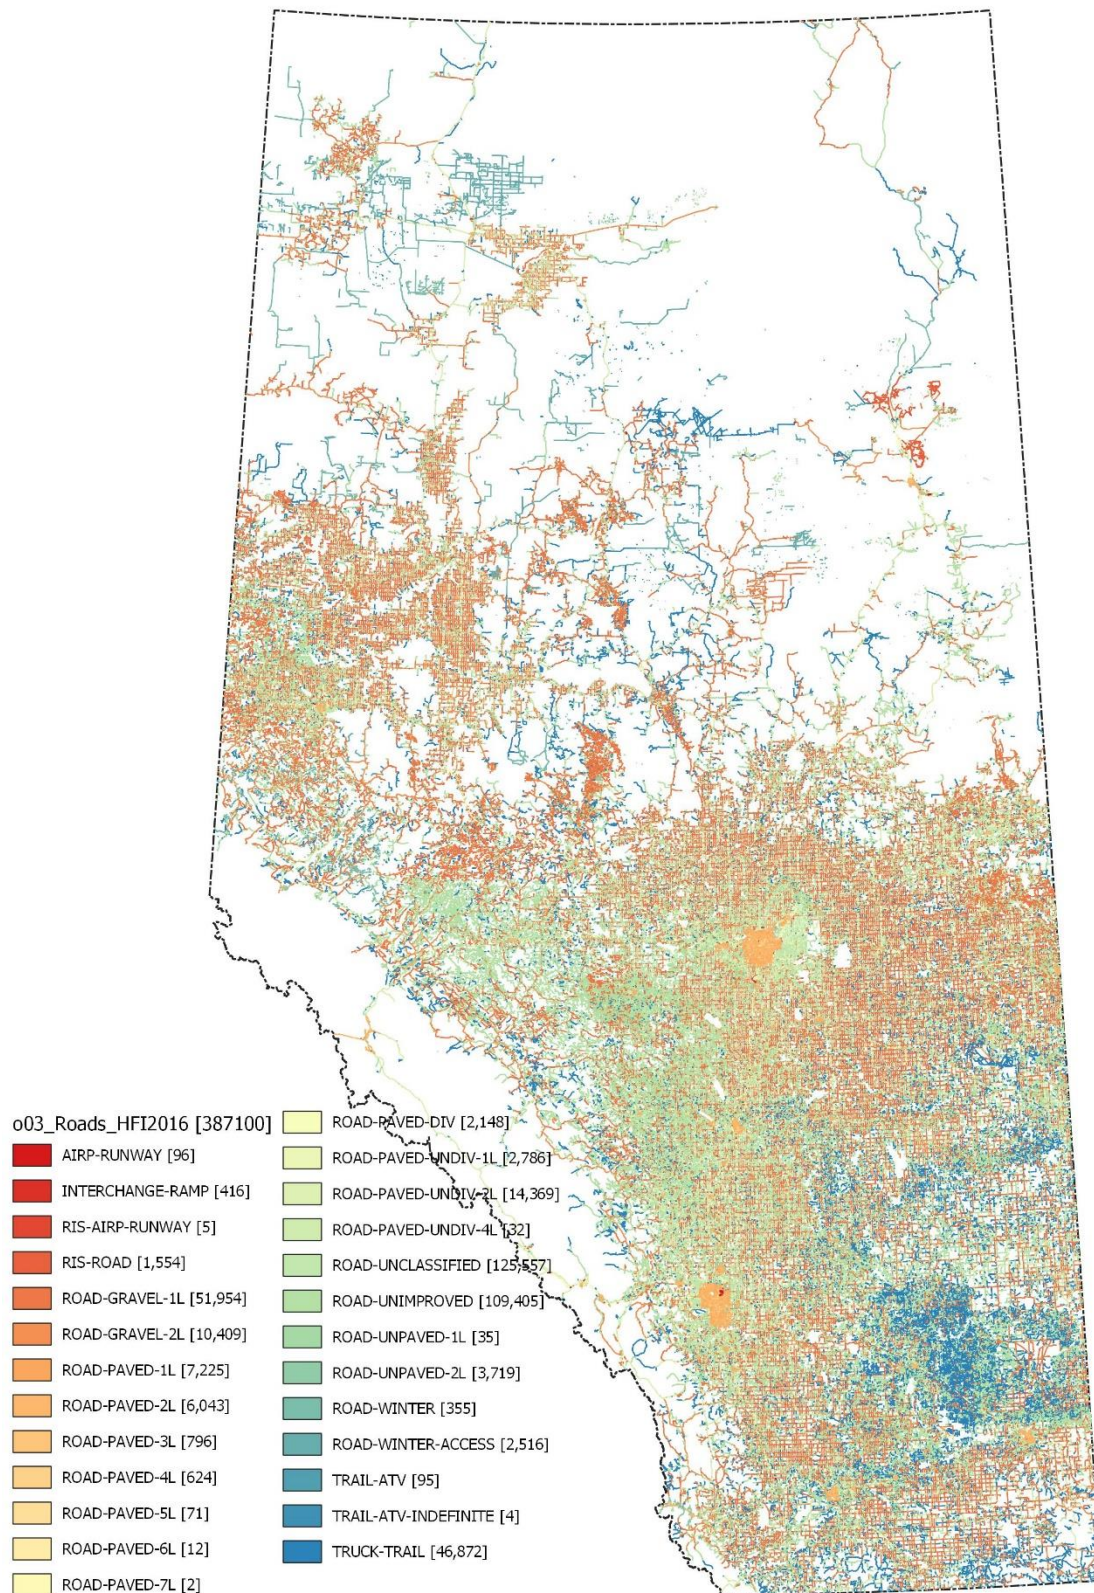 o03_Roads_HFI2016 [387100]
AIRP-RUNWAY [96]
INTERCHANGE-RAMP [416]
RIS-AIRP-RUNWAY [5]
RIS-ROAD [1,554]
ROAD-GRAVEL-1L [51,954]
ROAD-GRAVEL-2L [10,409]
ROAD-PAVED-1L [7,225]
ROAD-PAVED-2L [6,043]
ROAD-PAVED-3L [796]
ROAD-PAVED-4L [624]
ROAD-PAVED-5L [71]
ROAD-PAVED-6L [12]
ROAD-PAVED-7L [2]
ROAD-PAVED-DIV [2,148]
ROAD-PAVED-UNDIV-1L [2,786]
ROAD-PAVED-UNDIV-2L [14,369]
ROAD-PAVED-UNDIV-4L [32]
ROAD-UNCLASSIFIED [125,557]
ROAD-UNIMPROVED [109,405]
ROAD-UNPAVED-1L [35]
ROAD-UNPAVED-2L [3,719]
ROAD-WINTER [355]
ROAD-WINTER-ACCESS [2,516]
TRAIL-ATV [95]
TRAIL-ATV-INDEFINITE [4]
TRUCK-TRAIL [46,872]